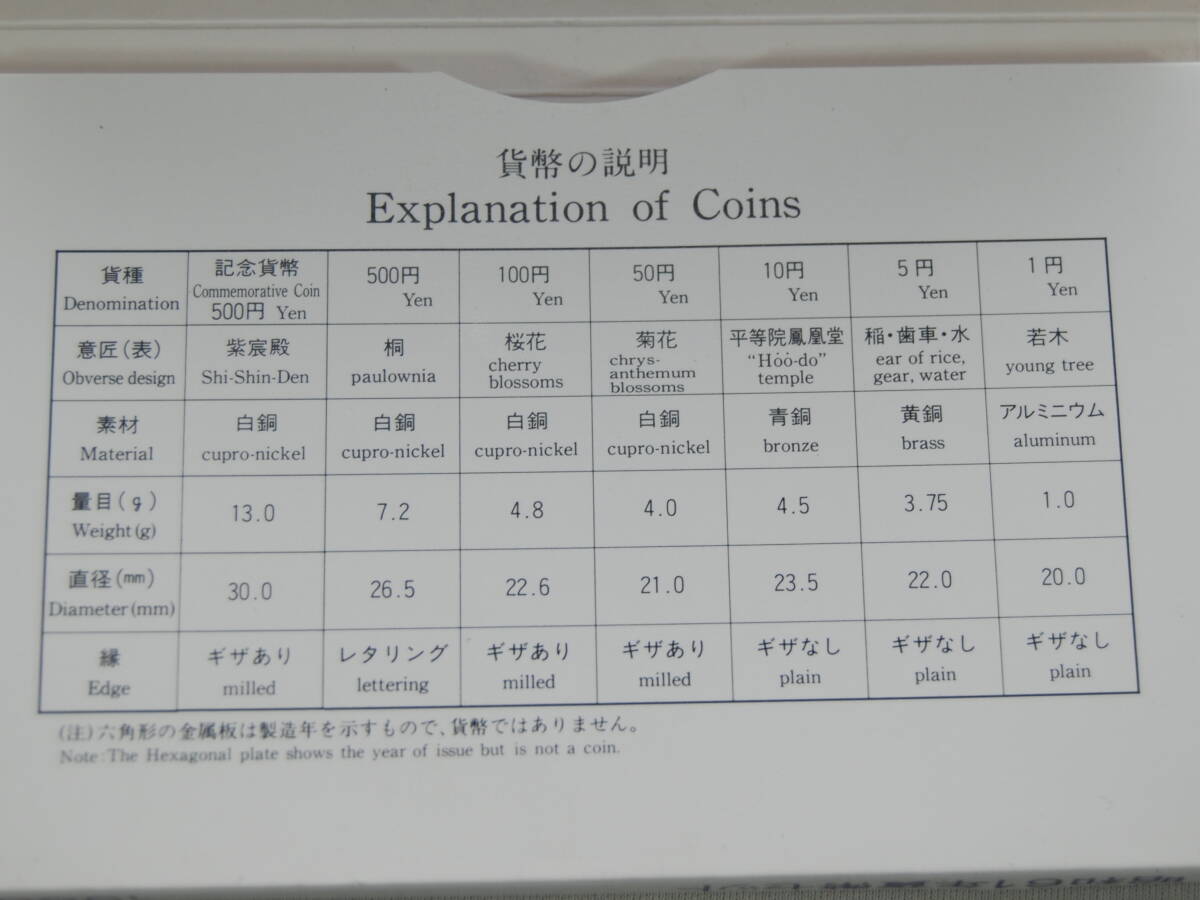 貨幣の説明
Explanation of Coins
貨種 記念貨幣 500円 100円 50円 10円 5円 1円
Denomination Commemorative Coin 500円 Yen Yen Yen Yen Yen Yen Yen
意匠(表) 紫宸殿 桐 桜花 菊花 平等院鳳凰堂 稲・歯車・水 若木
Obverse design Shi-Shin-Den paulownia cherry blossoms chrys-anthemum blossoms “Hóó-do” temple ear of rice, gear, water young tree
素材 白銅 白銅 白銅 白銅 青銅 黄銅 アルミニウム
Material cupro-nickel cupro-nickel cupro-nickel cupro-nickel bronze brass aluminum
量目(g) 13.0 7.2 4.8 4.0 4.5 3.75 1.0
Weight(g)
直径(mm) 30.0 26.5 22.6 21.0 23.5 22.0 20.0
Diameter(mm)
縁 ギザあり レタリング ギザあり ギザあり ギザなし ギザなし ギザなし
Edge milled lettering milled milled plain plain plain
(注)六角形の金属板は製造年を示すもので、貨幣ではありません。
Note:The Hexagonal plate shows the year of issue but is not a coin.